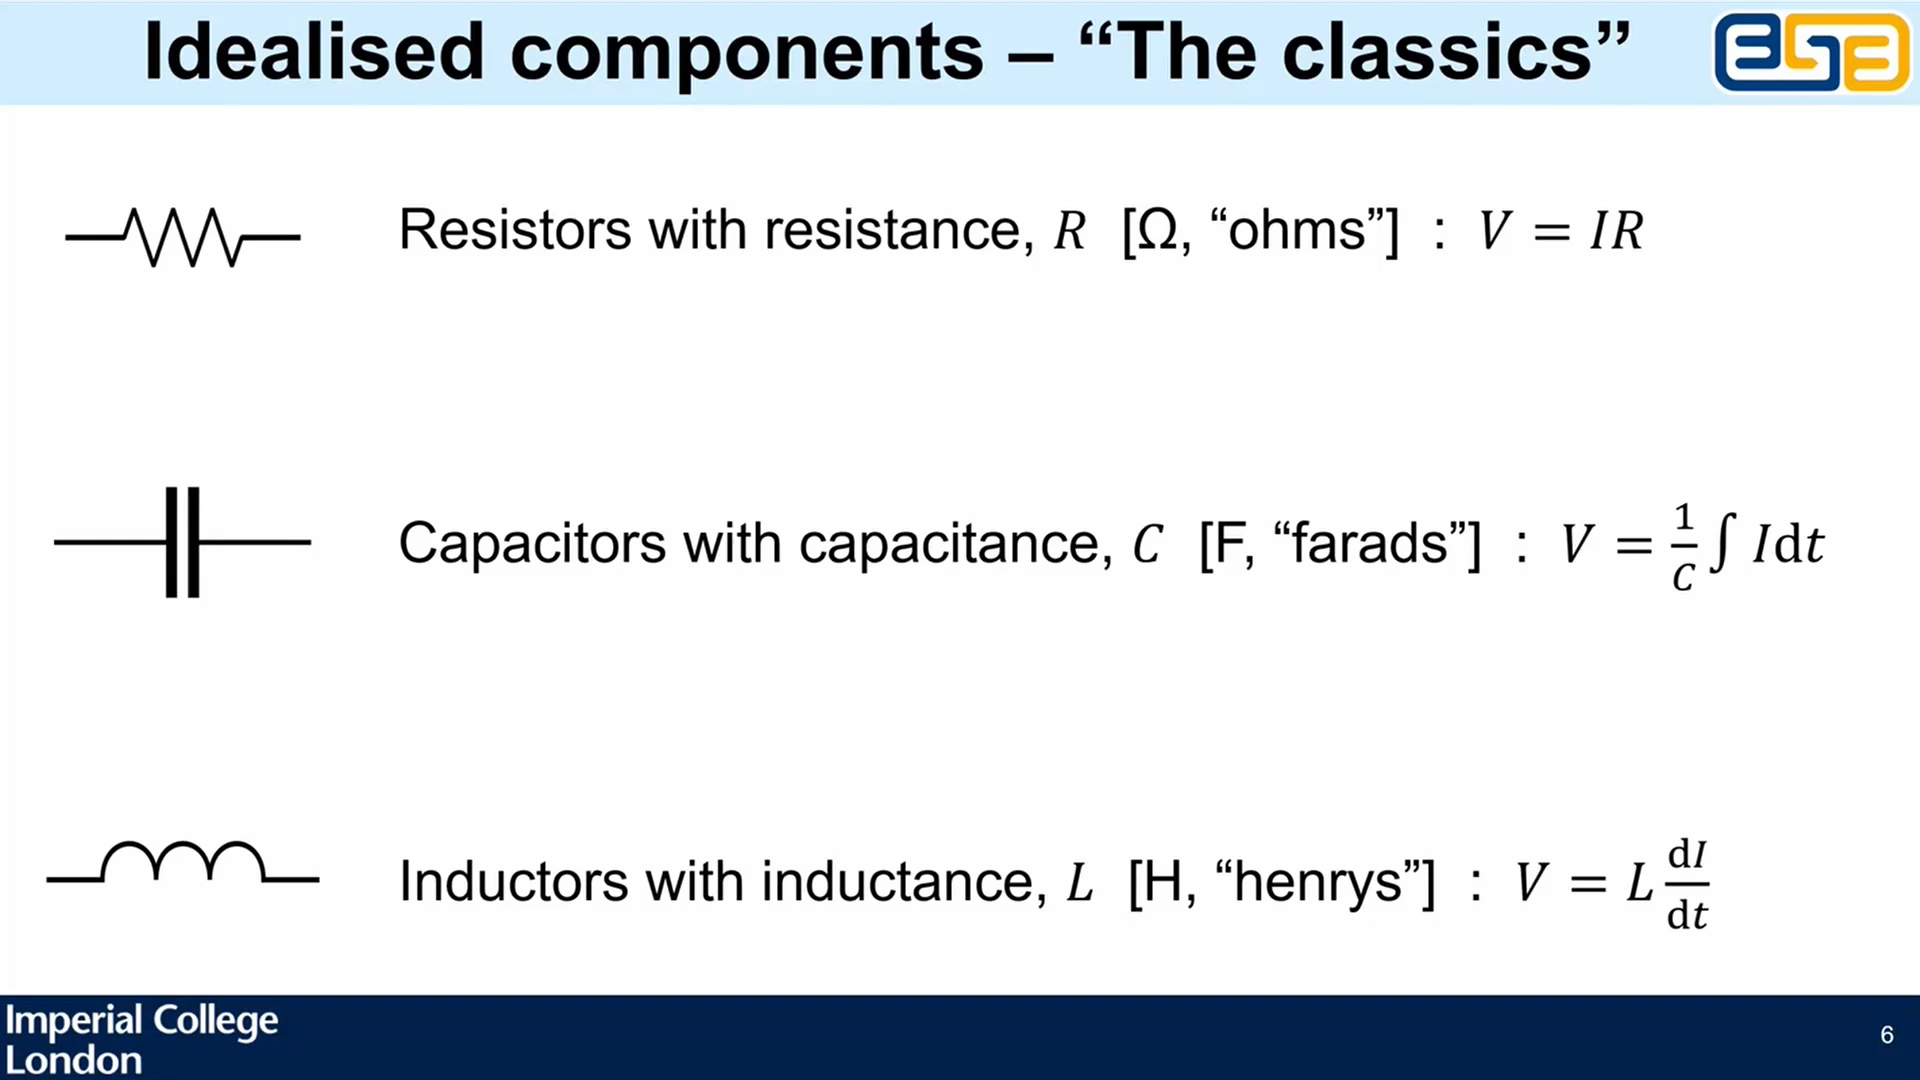 Idealised components – “The classics”
Resistors with resistance, R [Ω, “ohms”] : V = IR
Capacitors with capacitance, C [F, “farads”] : V = 1/C ∫ Idt
Inductors with inductance, L [H, “henrys”] : V = L dI/dt
Imperial College
London
6